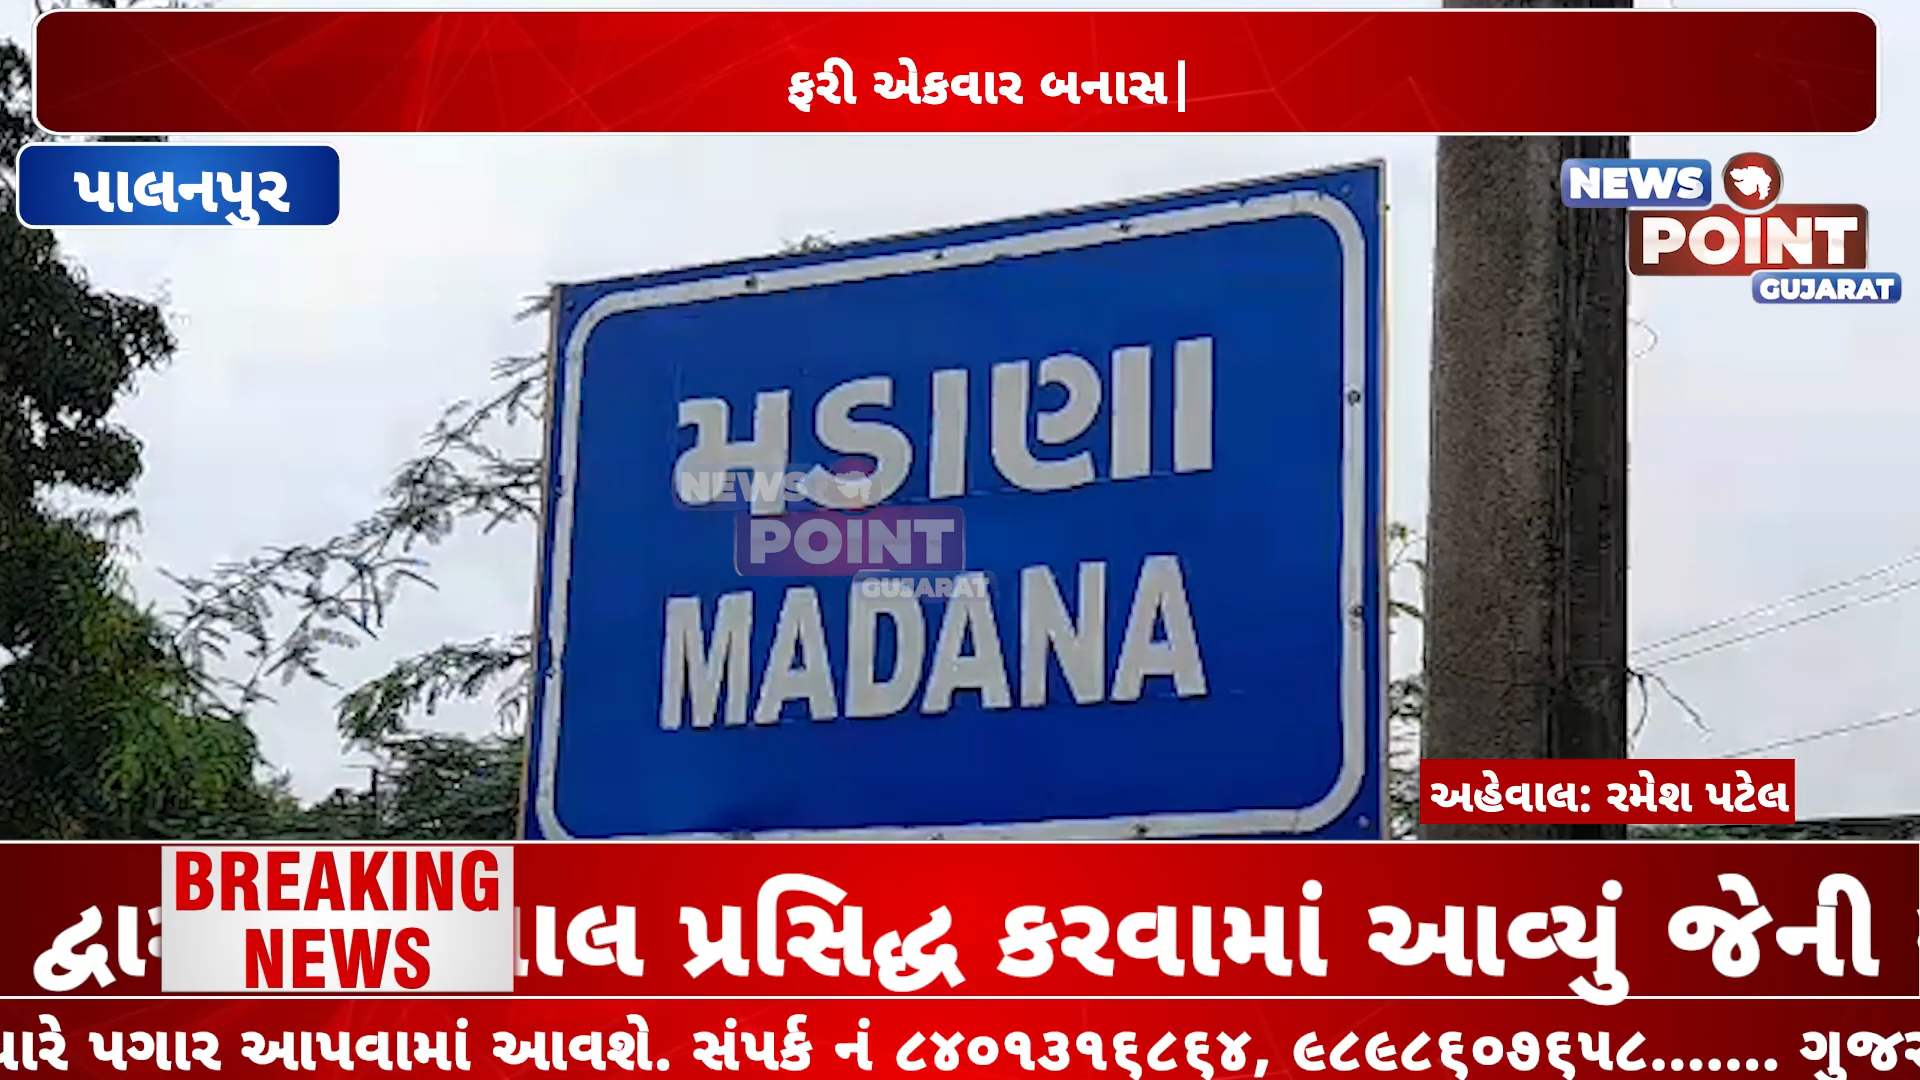 ફરી એકવાર બનાસ|
પાલનપુર
NEWS
POINT
GUJARAT
મડાણા
NEWS
POINT
GUJARAT
MADANA
અહેવાલ: રમેશ પટેલ
BREAKING
NEWS
પ્રસિદ્ધ કરવામાં આવ્યું જેની
પગાર આપવામાં આવશે. સંપર્ક નં ૮૪૦૧૩૧૬૮૬૪, ૯૮૯૮૬૦૭૬૫૮.......